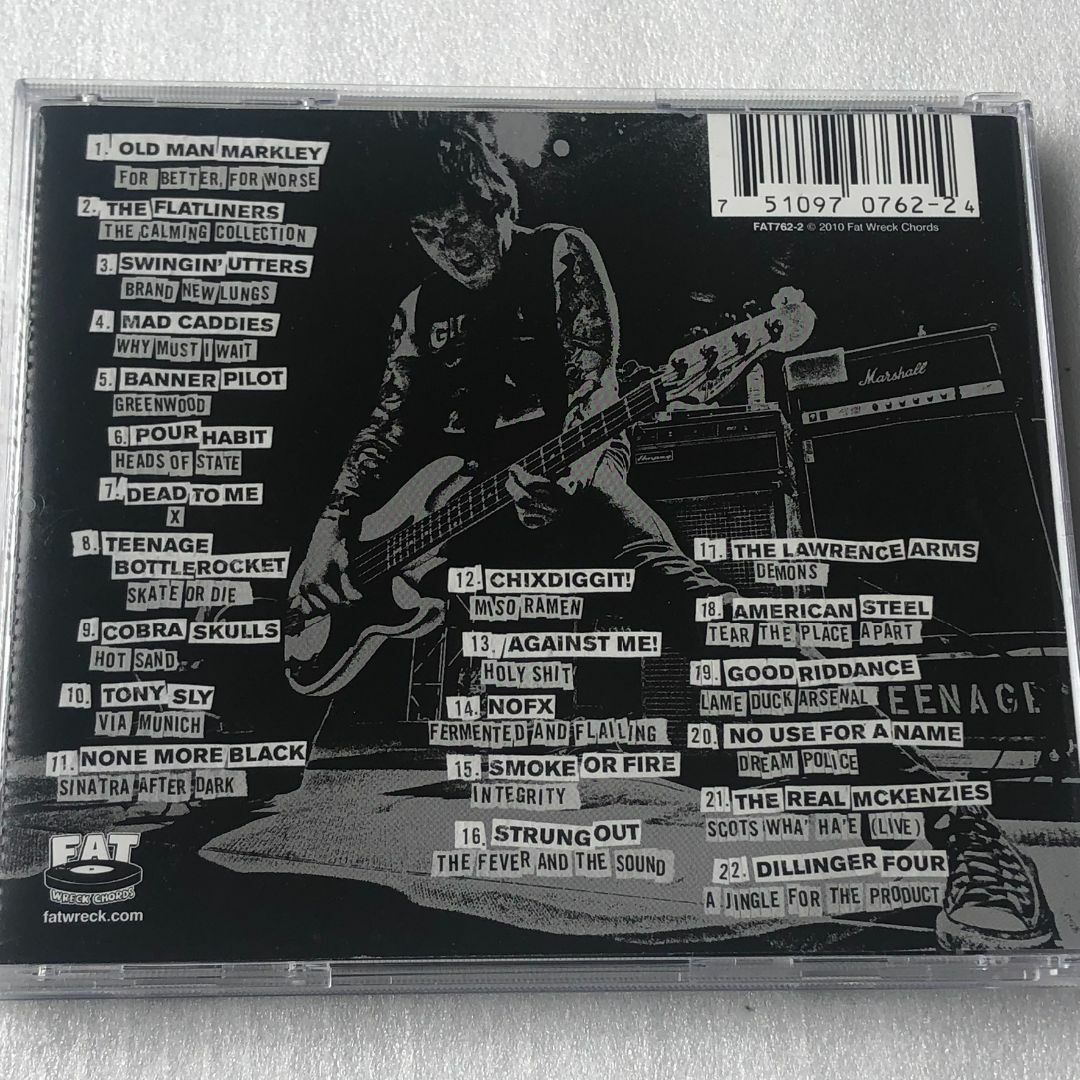 1. OLD MAN MARKLEY
FOR BETTER, FOR WORSE
2. THE FLATLINERS
THE CALMING COLLECTION
3. SWINGIN' UTTERS
BRAND NEW LUNGS
4. MAD CADDIES
WHY MUST I WAIT
5. BANNER PILOT
GREENWOOD
6. POUR HABIT
HEADS OF STATE
7. DEAD TO ME
X
8. TEENAGE
BOTTLEROCKET
SKATE OR DIE
9. COBRA SKULLS
HOT SAND
10. TONY SLY
VIA MUNICH
11. NONE MORE BLACK
SINATRA AFTER DARK
12. CHIXDIGGIT!
MISO RAMEN
13. AGAINST ME!
HOLY SHIT
14. NOFX
FERMENTED AND FLAILING
15. SMOKE OR FIRE
INTEGRITY
16. STRUNG OUT
THE FEVER AND THE SOUND
17. THE LAWRENCE ARMS
DEMONS
18. AMERICAN STEEL
TEAR THE PLACE APART
19. GOOD RIDDANCE
LAME DUCK ARSENAL
20. NO USE FOR A NAME
DREAM POLICE
21. THE REAL MCKENZIES
SCOTS WHA' HA'E (LIVE)
22. DILLINGER FOUR
A JINGLE FOR THE PRODUCT
7 51097 0762-2 4
FAT762-2 © 2010 Fat Wreck Chords
Marshall
Ampeg
EENAGE
FAT
WRECK CHORDS
fatwreck.com